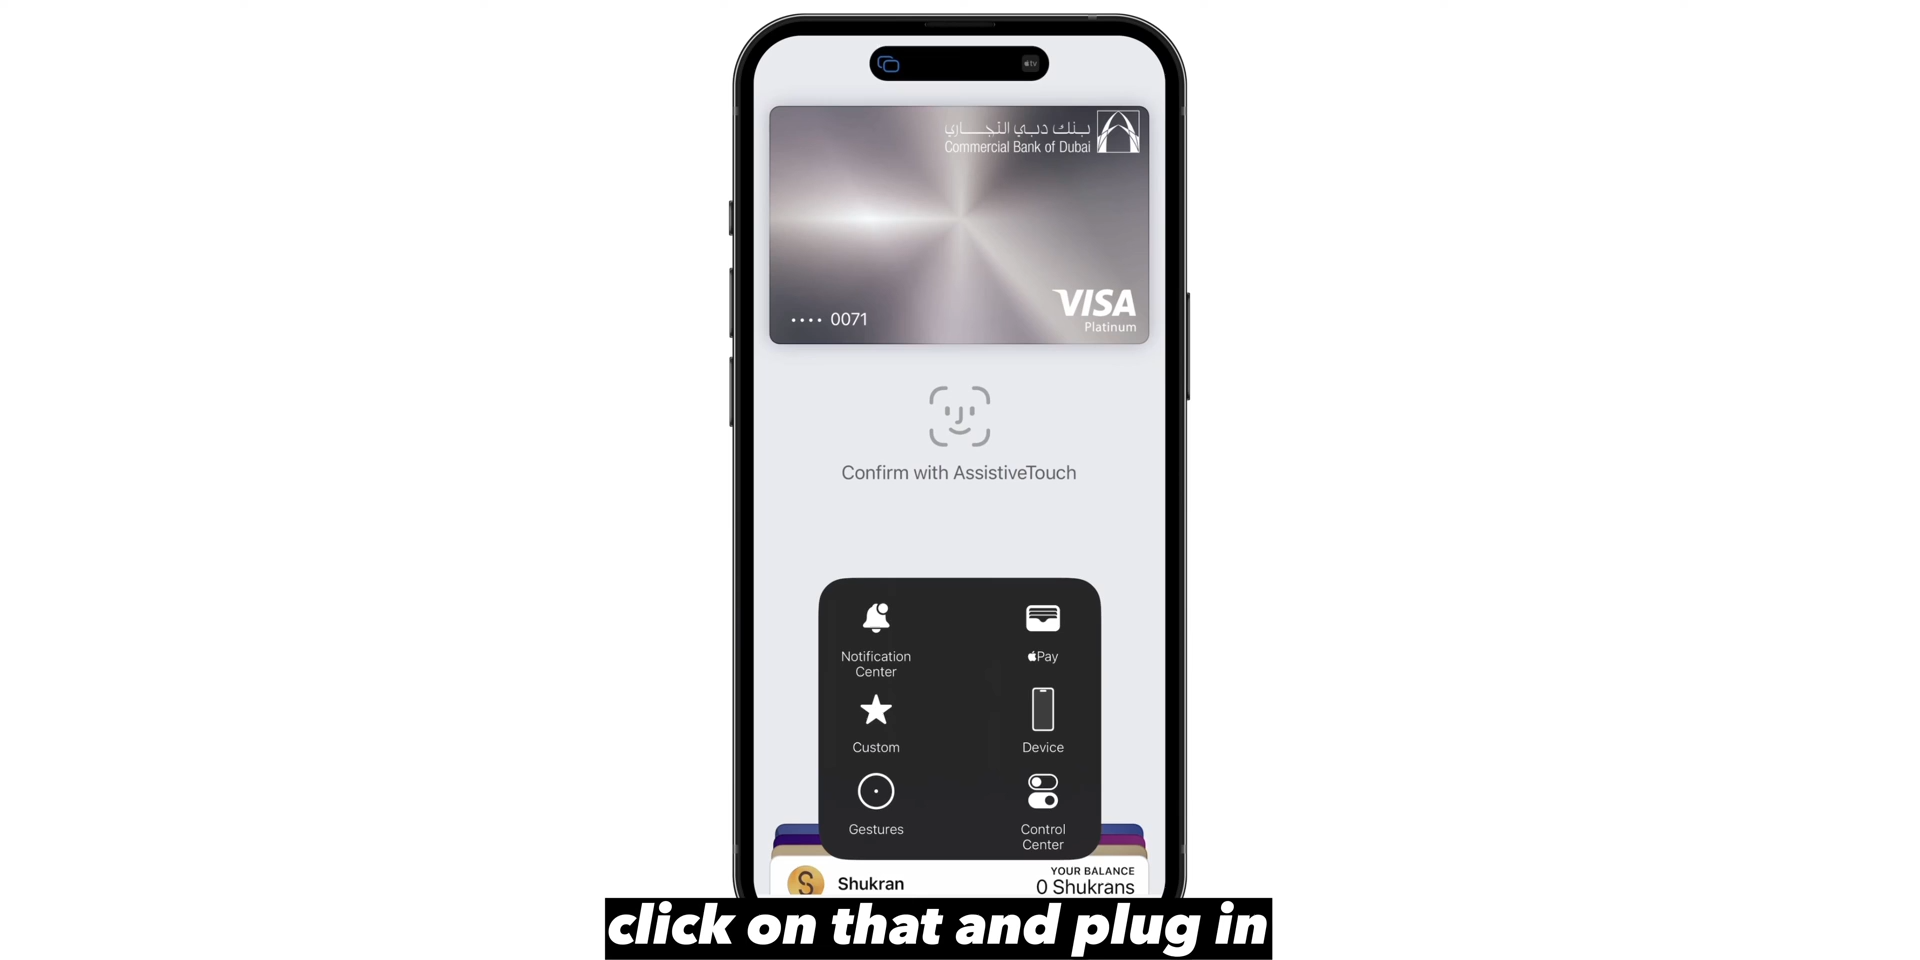 tv
بنك دبي التجاري
Commercial Bank of Dubai
•••• 0071
VISA
Platinum
Confirm with AssistiveTouch
Notification
Center
Pay
Custom
Device
Gestures
Control
Center
S
Shukran
YOUR BALANCE
0 Shukrans
click on that and plug in